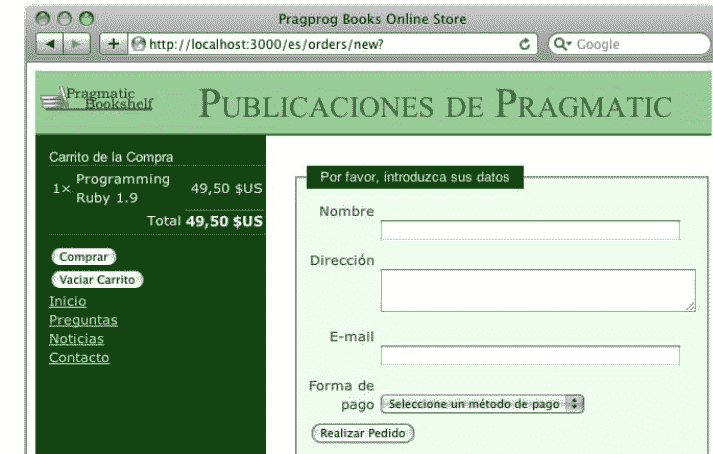 Pragprog Books Online Store
http://localhost:3000/es/orders/new?
Google
Pragmatic
Bookshelf
PUBLICACIONES DE PRAGMATIC
Carrito de la Compra
1× Programming Ruby 1.9 49,50 $US
Total 49,50 $US
Comprar
Vaciar Carrito
Inicio
Preguntas
Noticias
Contacto
Por favor, introduzca sus datos
Nombre
Dirección
E-mail
Forma de
pago Seleccione un método de pago
Realizar Pedido